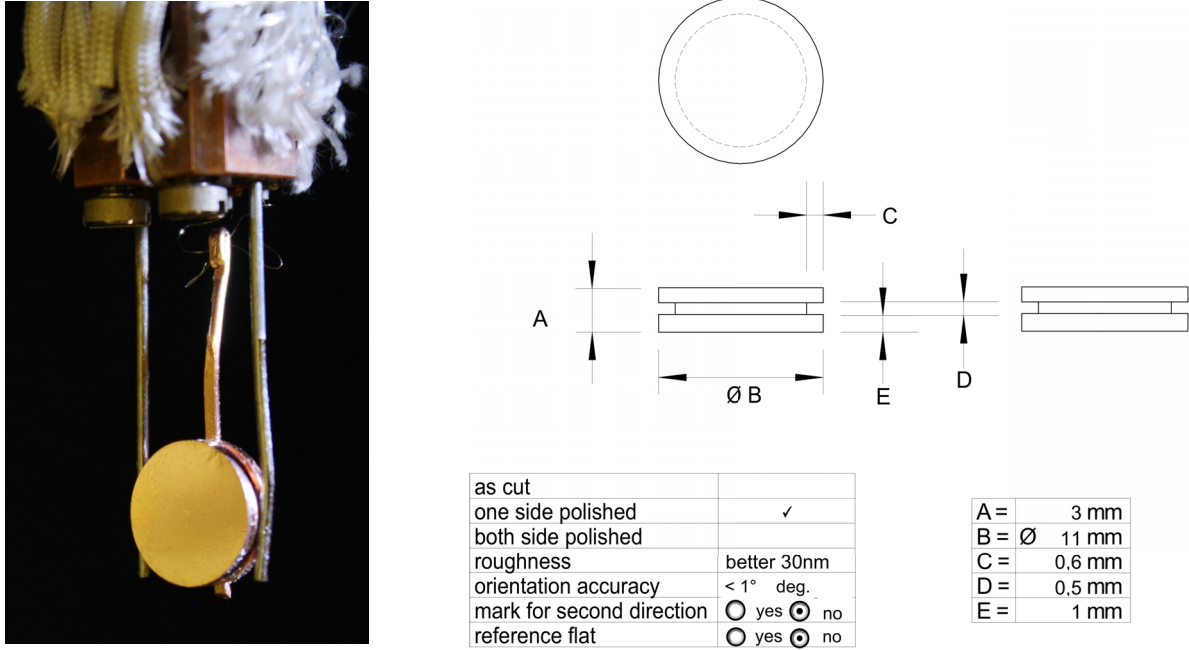 C
A
D
Ø B
E
as cut
one side polished ✓
both side polished
roughness better 30nm
orientation accuracy < 1° deg.
mark for second direction yes no
reference flat yes no
A = 3 mm
B = Ø 11 mm
C = 0,6 mm
D = 0,5 mm
E = 1 mm